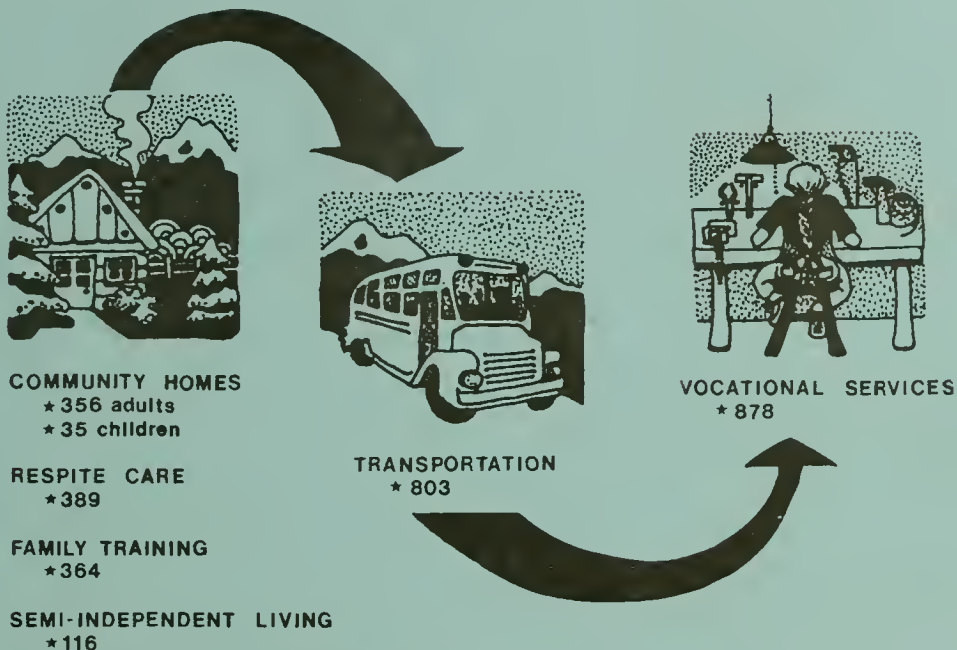 COMMUNITY HOMES
★356 adults
★35 children
RESPITE CARE
★389
FAMILY TRAINING
★364
SEMI-INDEPENDENT LIVING
★116
TRANSPORTATION
★803
VOCATIONAL SERVICES
★878